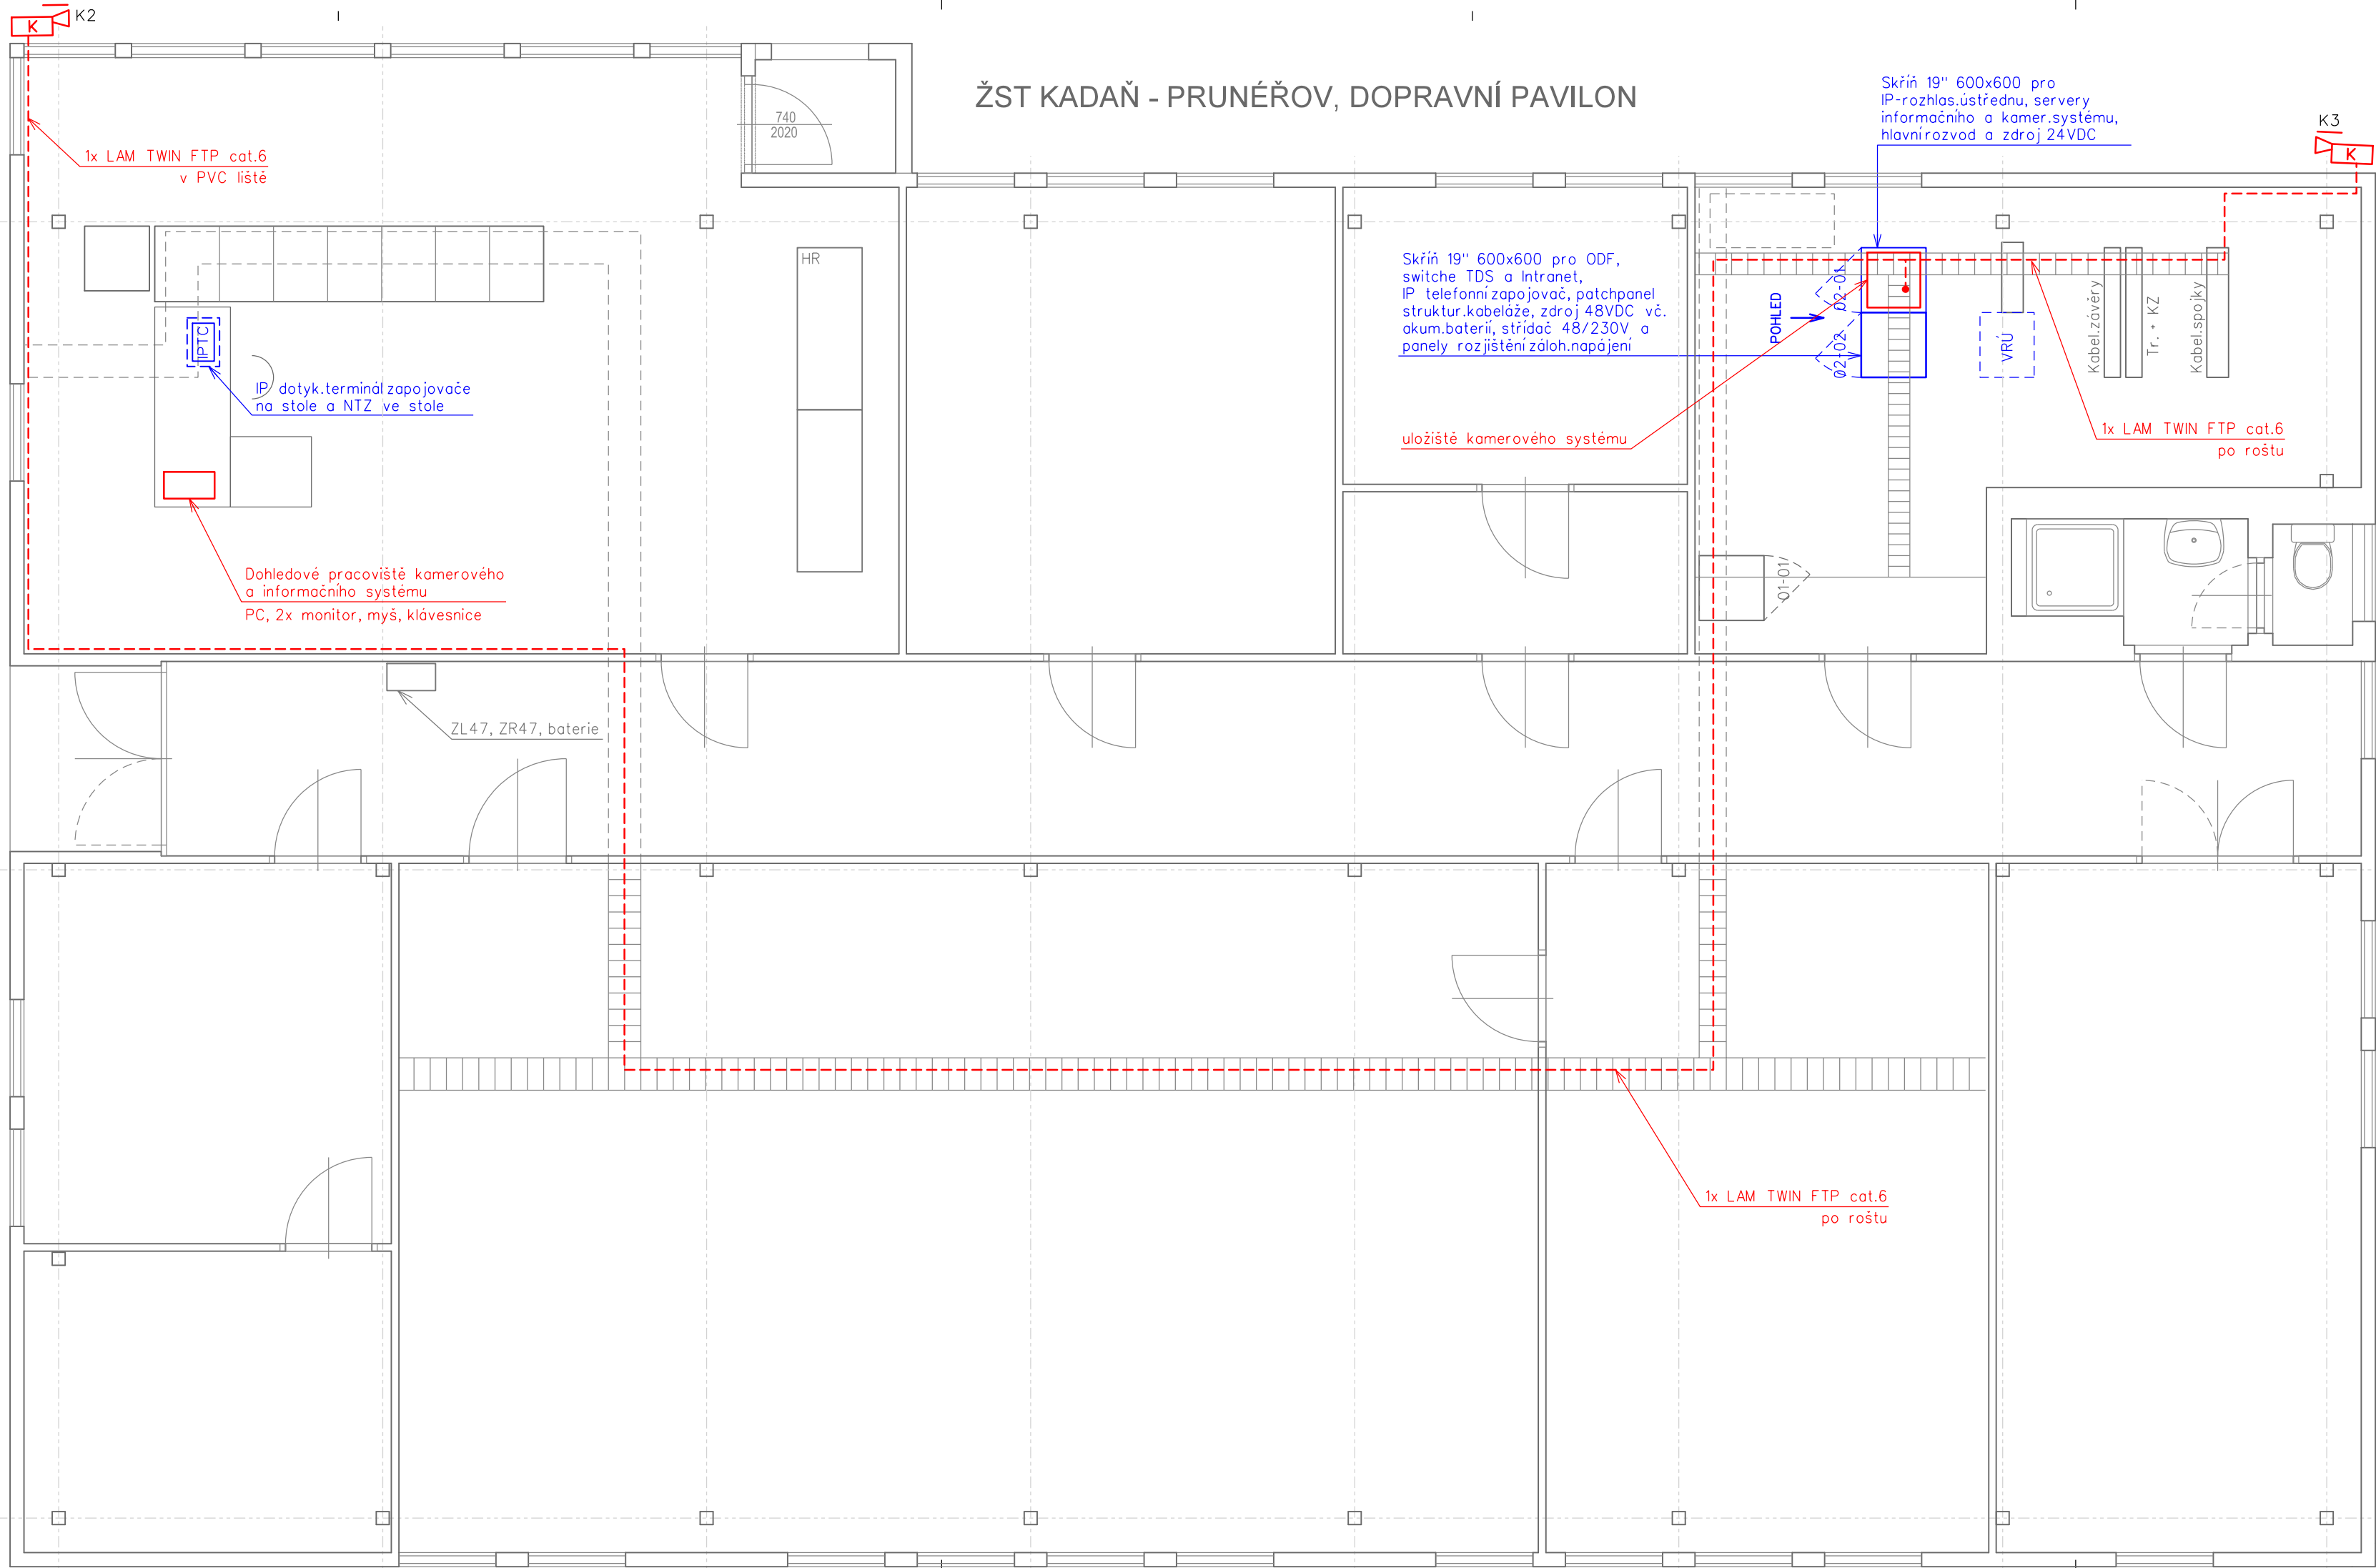 K
K2
ŽST KADAŇ - PRUNÉŘOV, DOPRAVNÍ PAVILON
Skříň 19" 600x600 pro
IP-rozhlas.ústřednu, servery
informačního a kamer.systému,
hlavní rozvod a zdroj 24VDC
K3
K
740
2020
1x LAM TWIN FTP cat.6
v PVC liště
HR
Skříň 19" 600x600 pro ODF,
switche TDS a Intranet,
IP telefonní zapojovač, patchpanel
struktur.kabeláže, zdroj 48VDC vč.
akum.baterií, střídač 48/230V a
panely rozjištění záloh.napájení
POHLED
02-01
02-02
VRÚ
Kabel.závěry
Tr. + KZ
Kabel.spojky
IPTC
IP dotyk.terminál zapojovače
na stole a NTZ ve stole
uložiště kamerového systému
1x LAM TWIN FTP cat.6
po roštu
Dohledové pracoviště kamerového
a informačního systému
PC, 2x monitor, myš, klávesnice
01-01
ZL47, ZR47, baterie
1x LAM TWIN FTP cat.6
po roštu